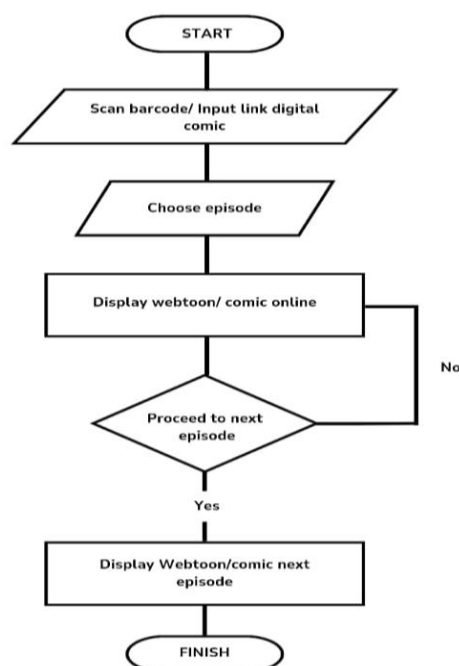 START
Scan barcode/ Input link digital
comic
Choose episode
Display webtoon/ comic online
No
Proceed to next
episode
Yes
Display Webtoon/comic next
episode
FINISH